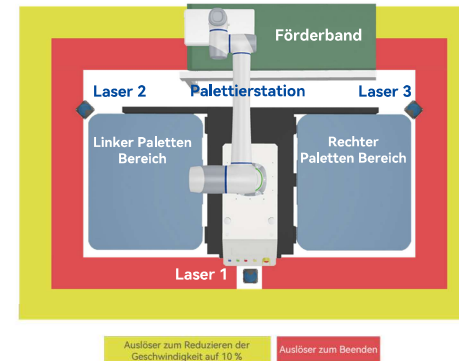 Förderband
Laser 2
Palettierstation
Laser 3
Linker Paletten
Bereich
Rechter
Paletten Bereich
Laser 1
Auslöser zum Reduzieren der
Geschwindigkeit auf 10 %
Auslöser zum Beenden